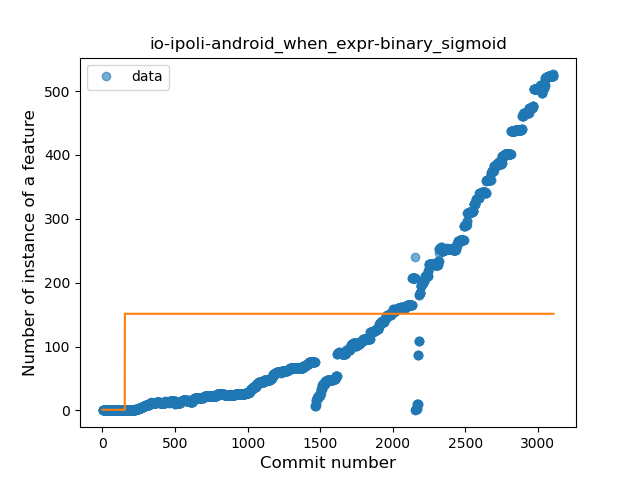 io-ipoli-android_when_expr-binary_sigmoid
data
Number of instance of a feature
500
400
300
200
100
0
0 500 1000 1500 2000 2500 3000
Commit number